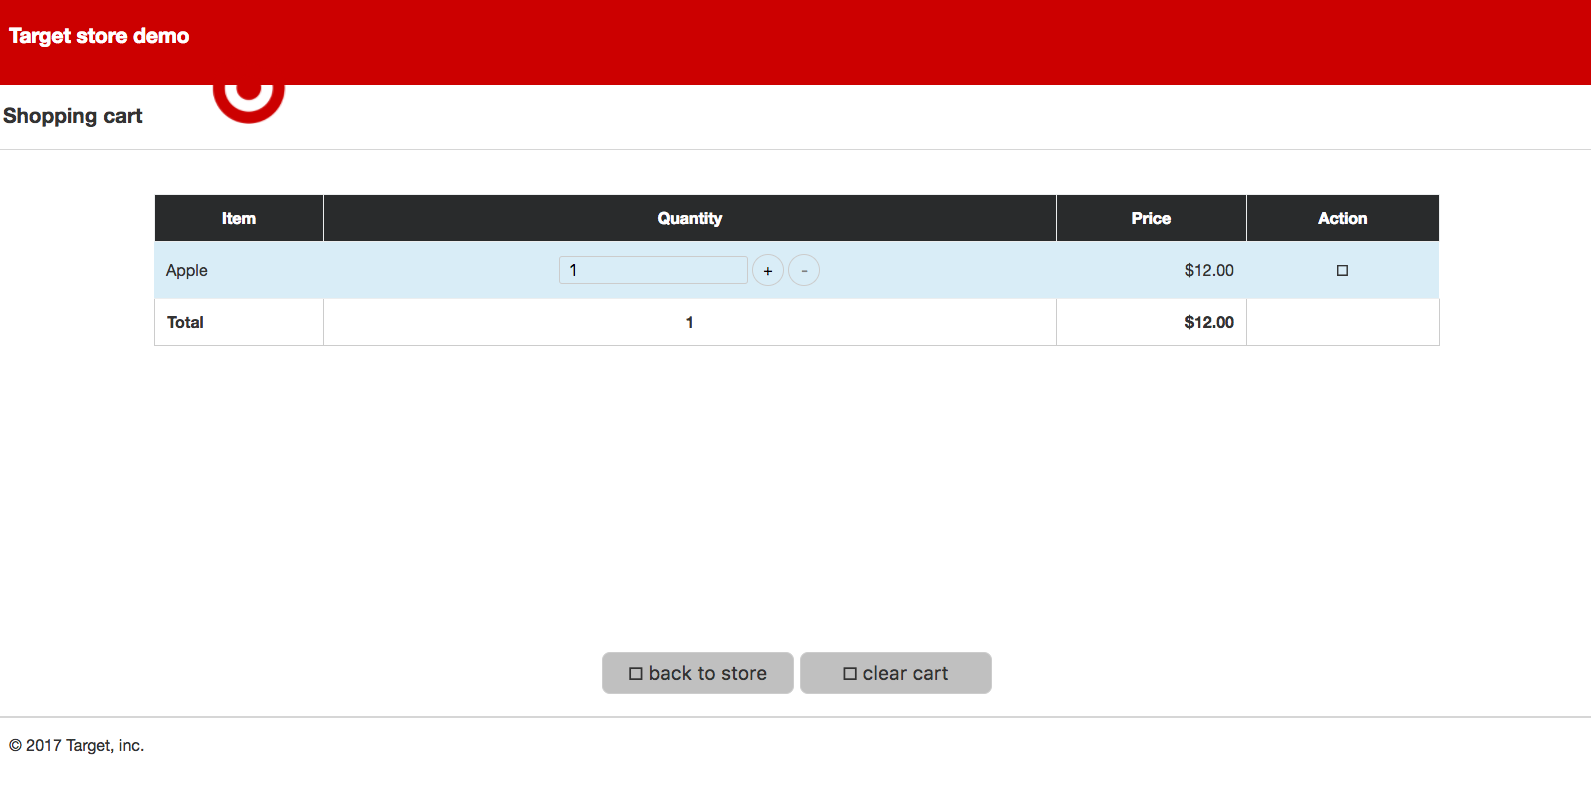 Target store demo
Shopping cart
Item Quantity Price Action
Apple 1 + - $12.00
Total 1 $12.00
back to store clear cart
© 2017 Target, inc.